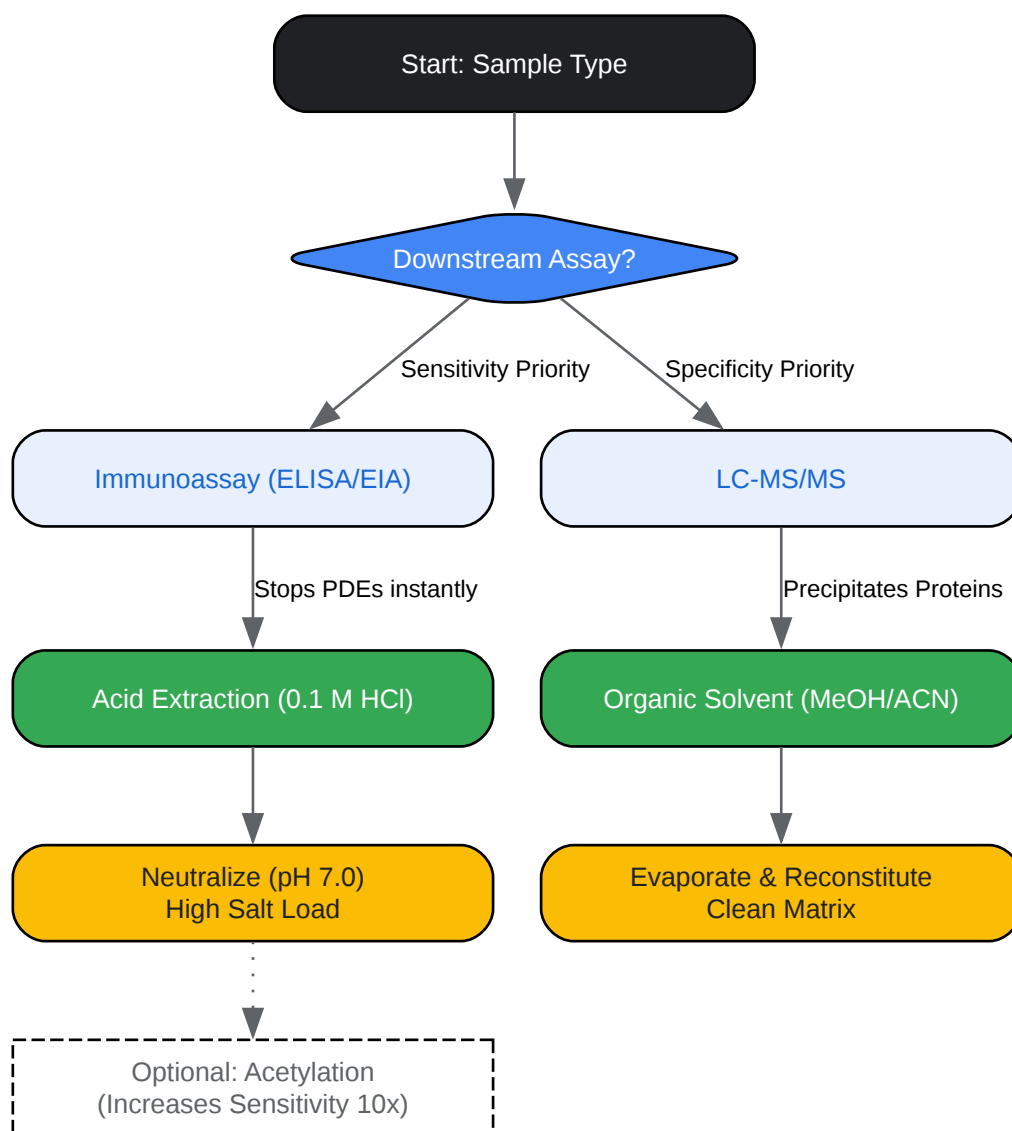 Start: Sample Type
Downstream Assay?
Sensitivity Priority
Specificity Priority
Immunoassay (ELISA/EIA)
LC-MS/MS
Stops PDEs instantly
Precipitates Proteins
Acid Extraction (0.1 M HCl)
Organic Solvent (MeOH/ACN)
Neutralize (pH 7.0)
High Salt Load
Evaporate & Reconstitute
Clean Matrix
Optional: Acetylation
(Increases Sensitivity 10x)